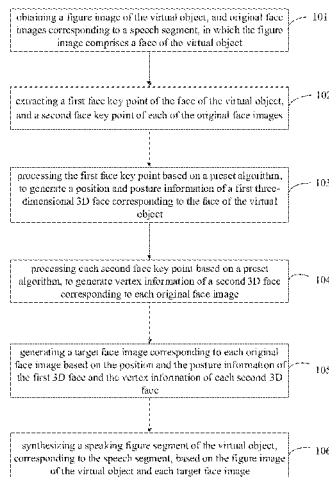 obtaining a figure image of the virtual object, and original face
images corresponding to a speech segment, in which the figure
image comprises a face of the virtual object
101
extracting a first face key point of the face of the virtual object,
and a second face key point of each of the original face images
102
processing the first face key point based on a preset algorithm,
to generate a position and posture information of a first three-
dimensional 3D face corresponding to the face of the virtual
object
103
processing each second face key point based on a preset
algorithm, to generate vertex information of a second 3D face
corresponding to each original face image
104
generating a target face image corresponding to each original
face image based on the position and the posture information of
the first 3D face and the vertex information of each second 3D
face
105
synthesizing a speaking figure segment of the virtual object,
corresponding to the speech segment, based on the figure image
of the virtual object and each target face image
106